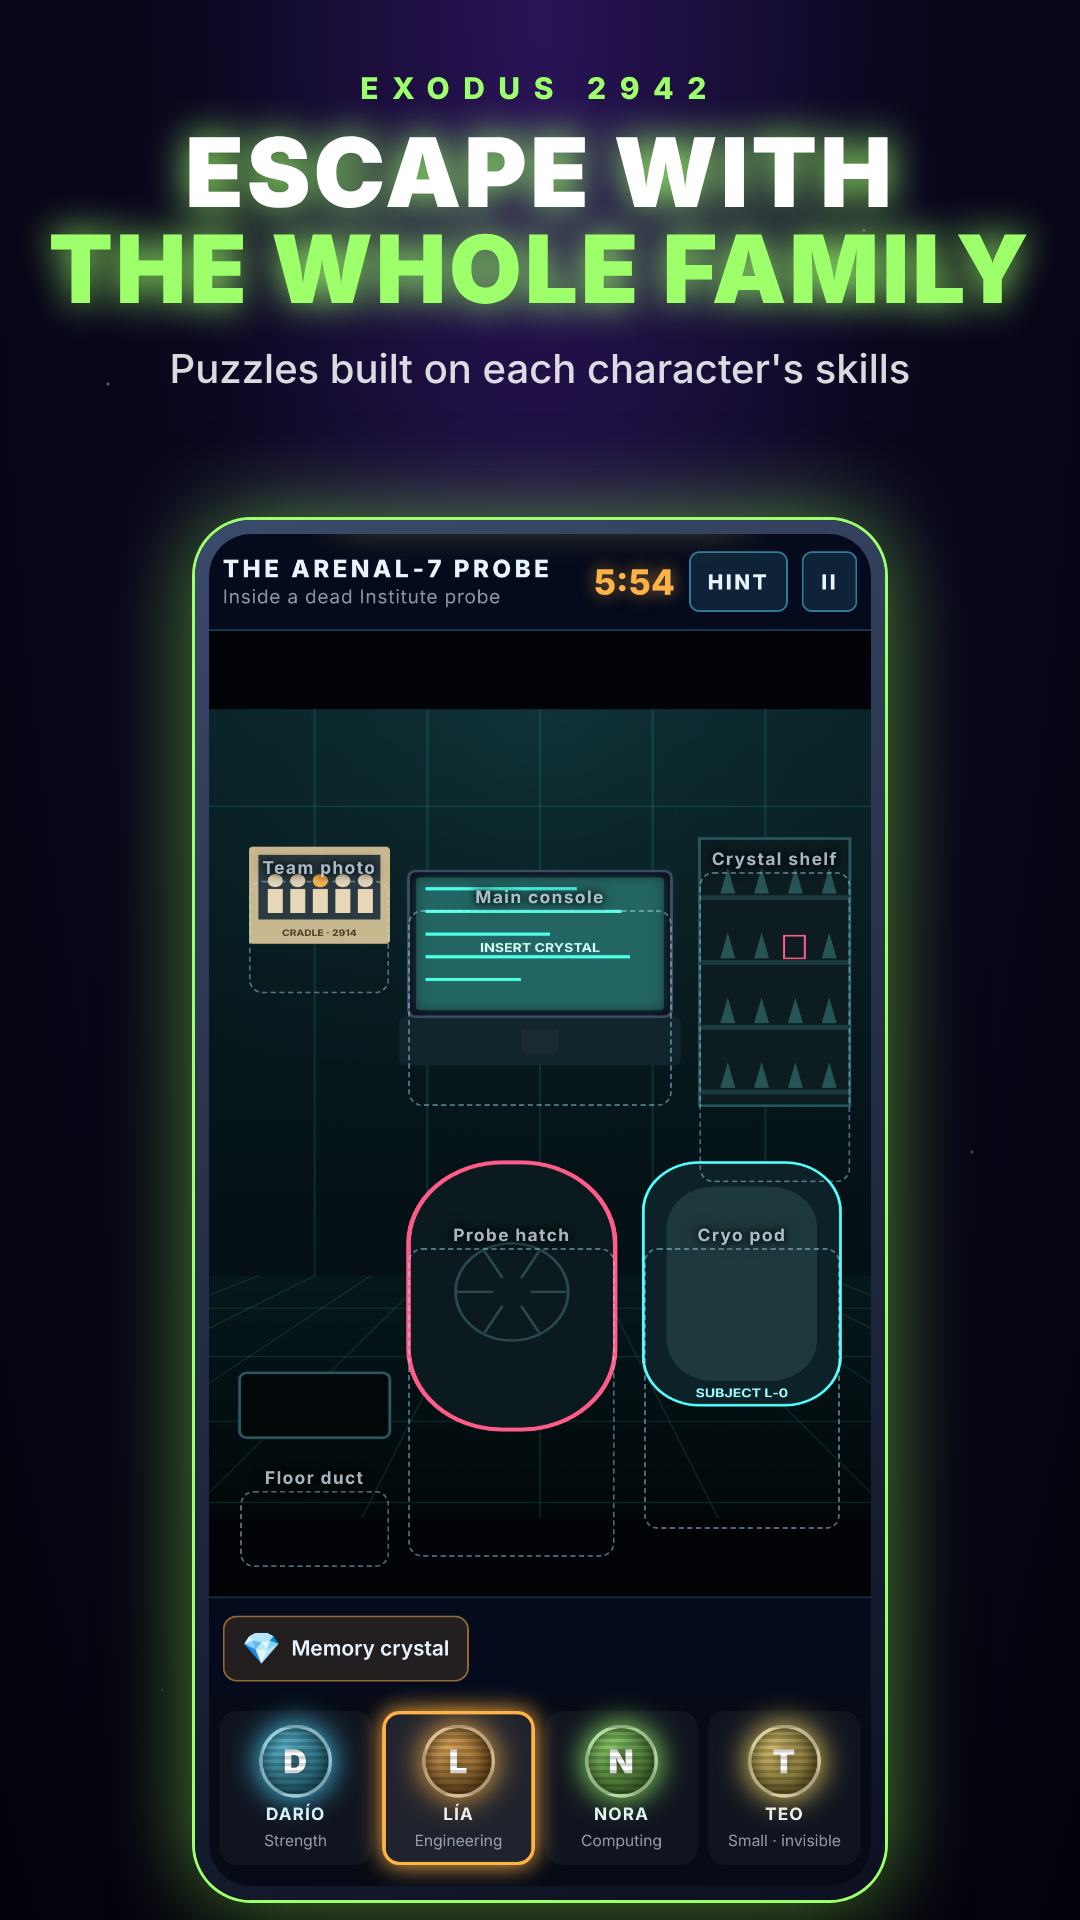 EXODUS 2942
ESCAPE WITH
THE WHOLE FAMILY
Puzzles built on each character's skills
THE ARENAL-7 PROBE
Inside a dead Institute probe
5:54
HINT
II
Team photo
CRADLE · 2914
Main console
INSERT CRYSTAL
Crystal shelf
Probe hatch
Cryo pod
SUBJECT L-0
Floor duct
Memory crystal
D
DARÍO
Strength
L
LÍA
Engineering
N
NORA
Computing
T
TEO
Small · invisible